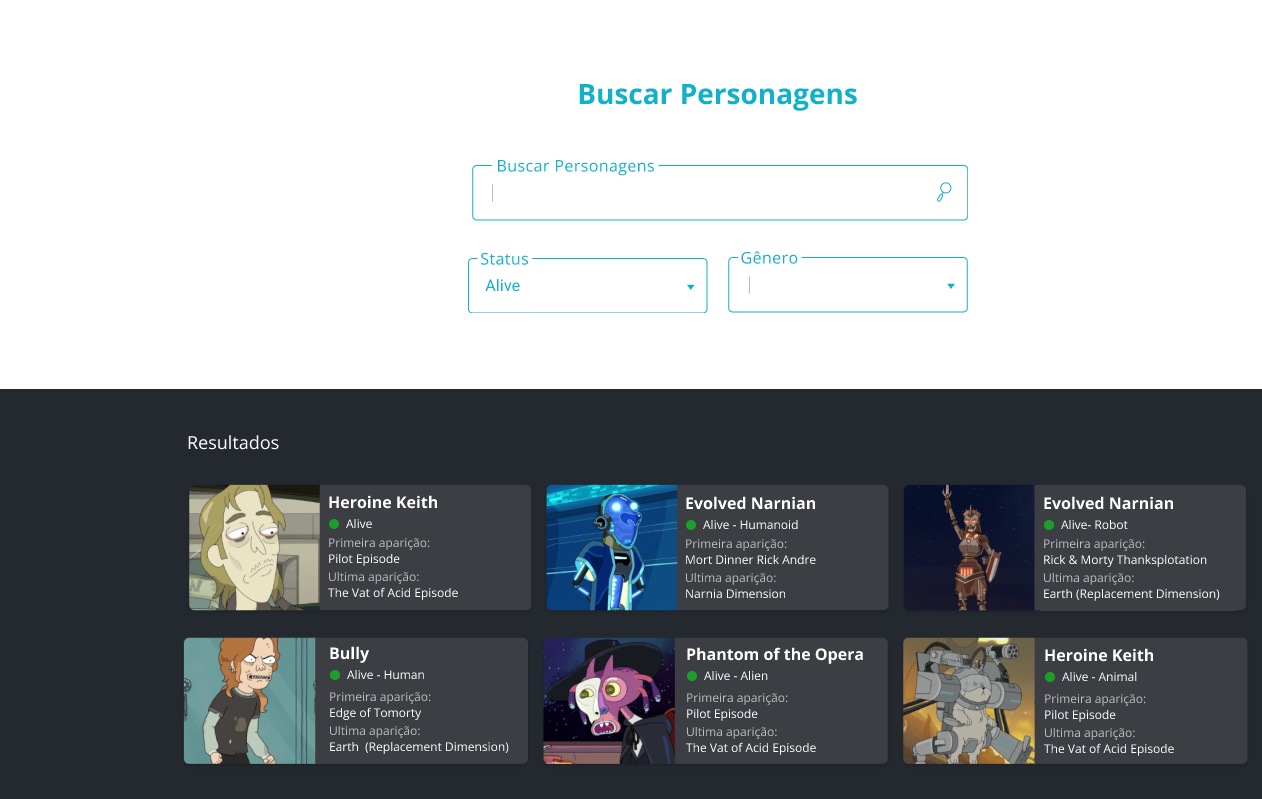 Buscar Personagens
Buscar Personagens
Status
Alive
Gênero
Resultados
Heroine Keith
Alive
Primeira aparição:
Pilot Episode
Ultima aparição:
The Vat of Acid Episode
Evolved Narnian
Alive - Humanoid
Primeira aparição:
Mort Dinner Rick Andre
Ultima aparição:
Narnia Dimension
Evolved Narnian
Alive- Robot
Primeira aparição:
Rick & Morty Thanksplotation
Ultima aparição:
Earth (Replacement Dimension)
Bully
Alive - Human
Primeira aparição:
Edge of Tomorty
Ultima aparição:
Earth  (Replacement Dimension)
Phantom of the Opera
Alive - Alien
Primeira aparição:
Pilot Episode
Ultima aparição:
The Vat of Acid Episode
Heroine Keith
Alive - Animal
Primeira aparição:
Pilot Episode
Ultima aparição:
The Vat of Acid Episode